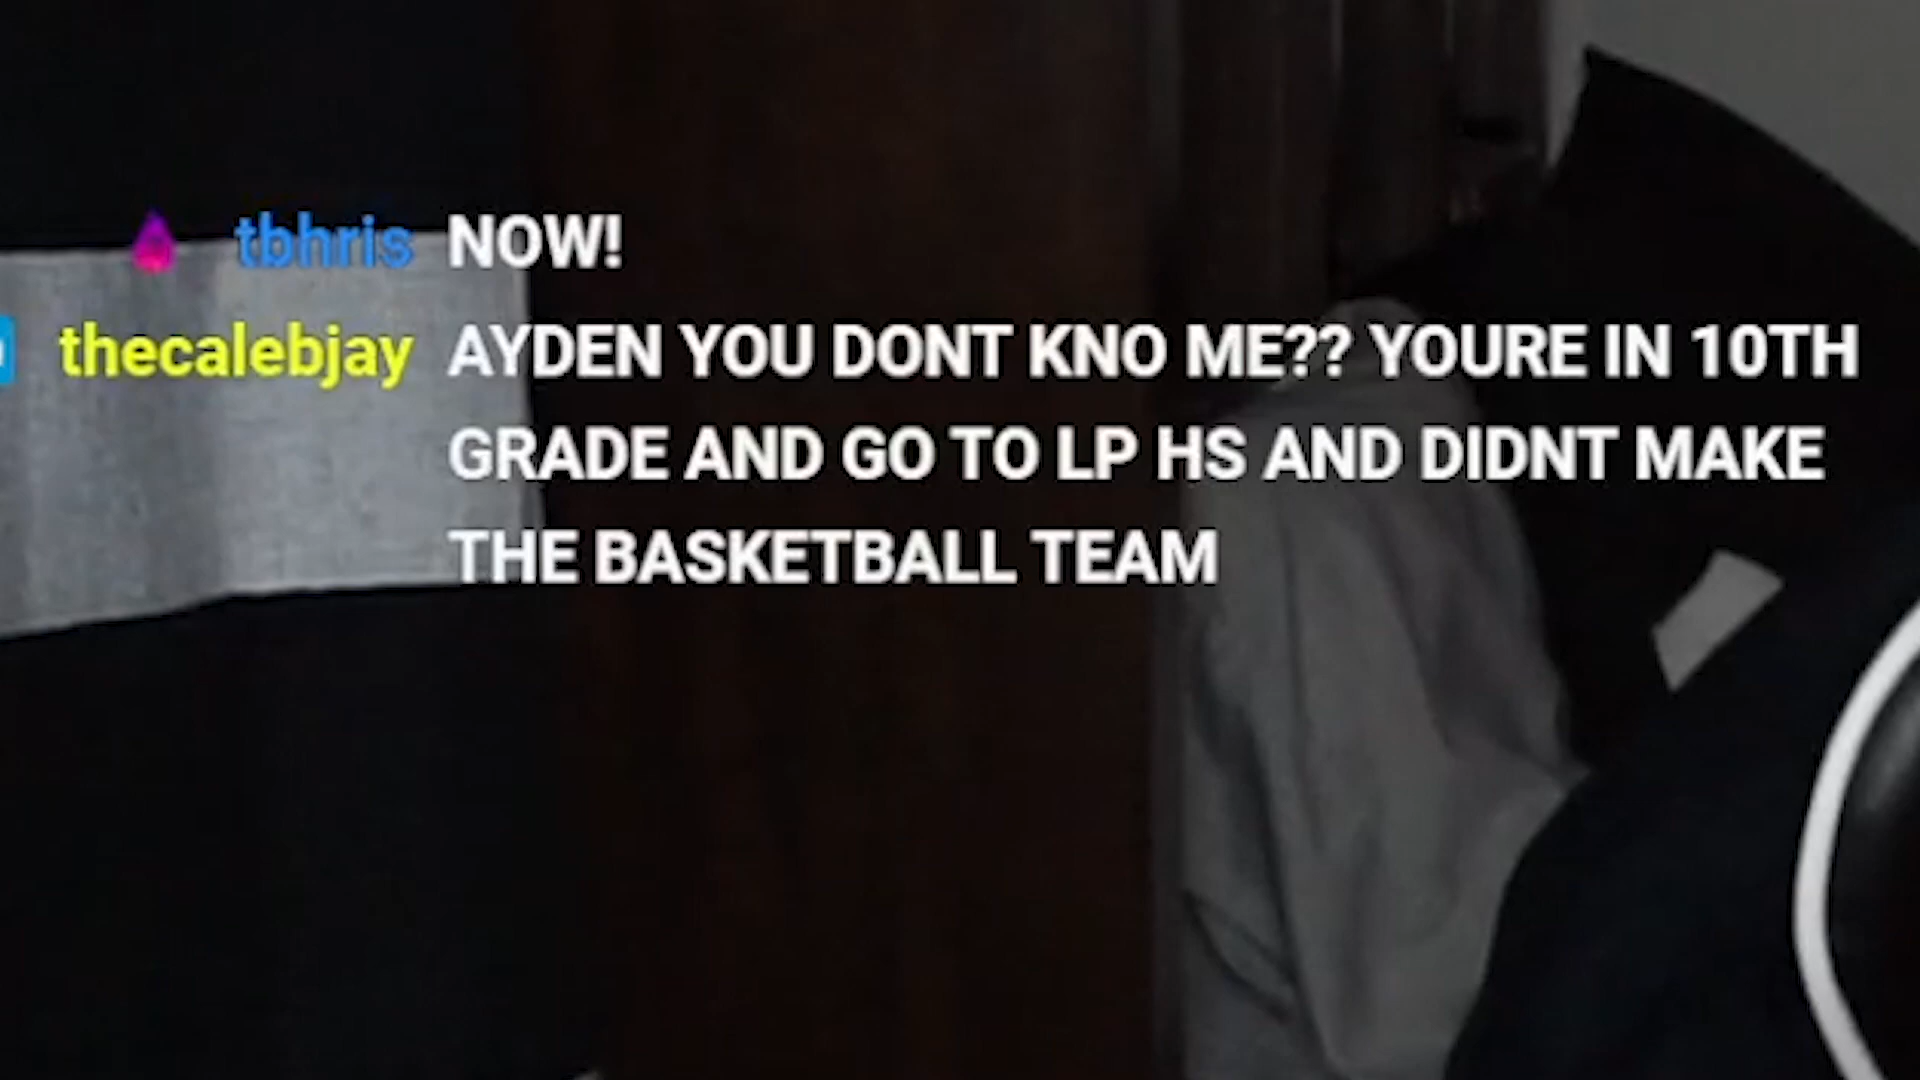 tbhris NOW!
thecalebjay AYDEN YOU DONT KNO ME?? YOURE IN 10TH
GRADE AND GO TO LP HS AND DIDNT MAKE
THE BASKETBALL TEAM